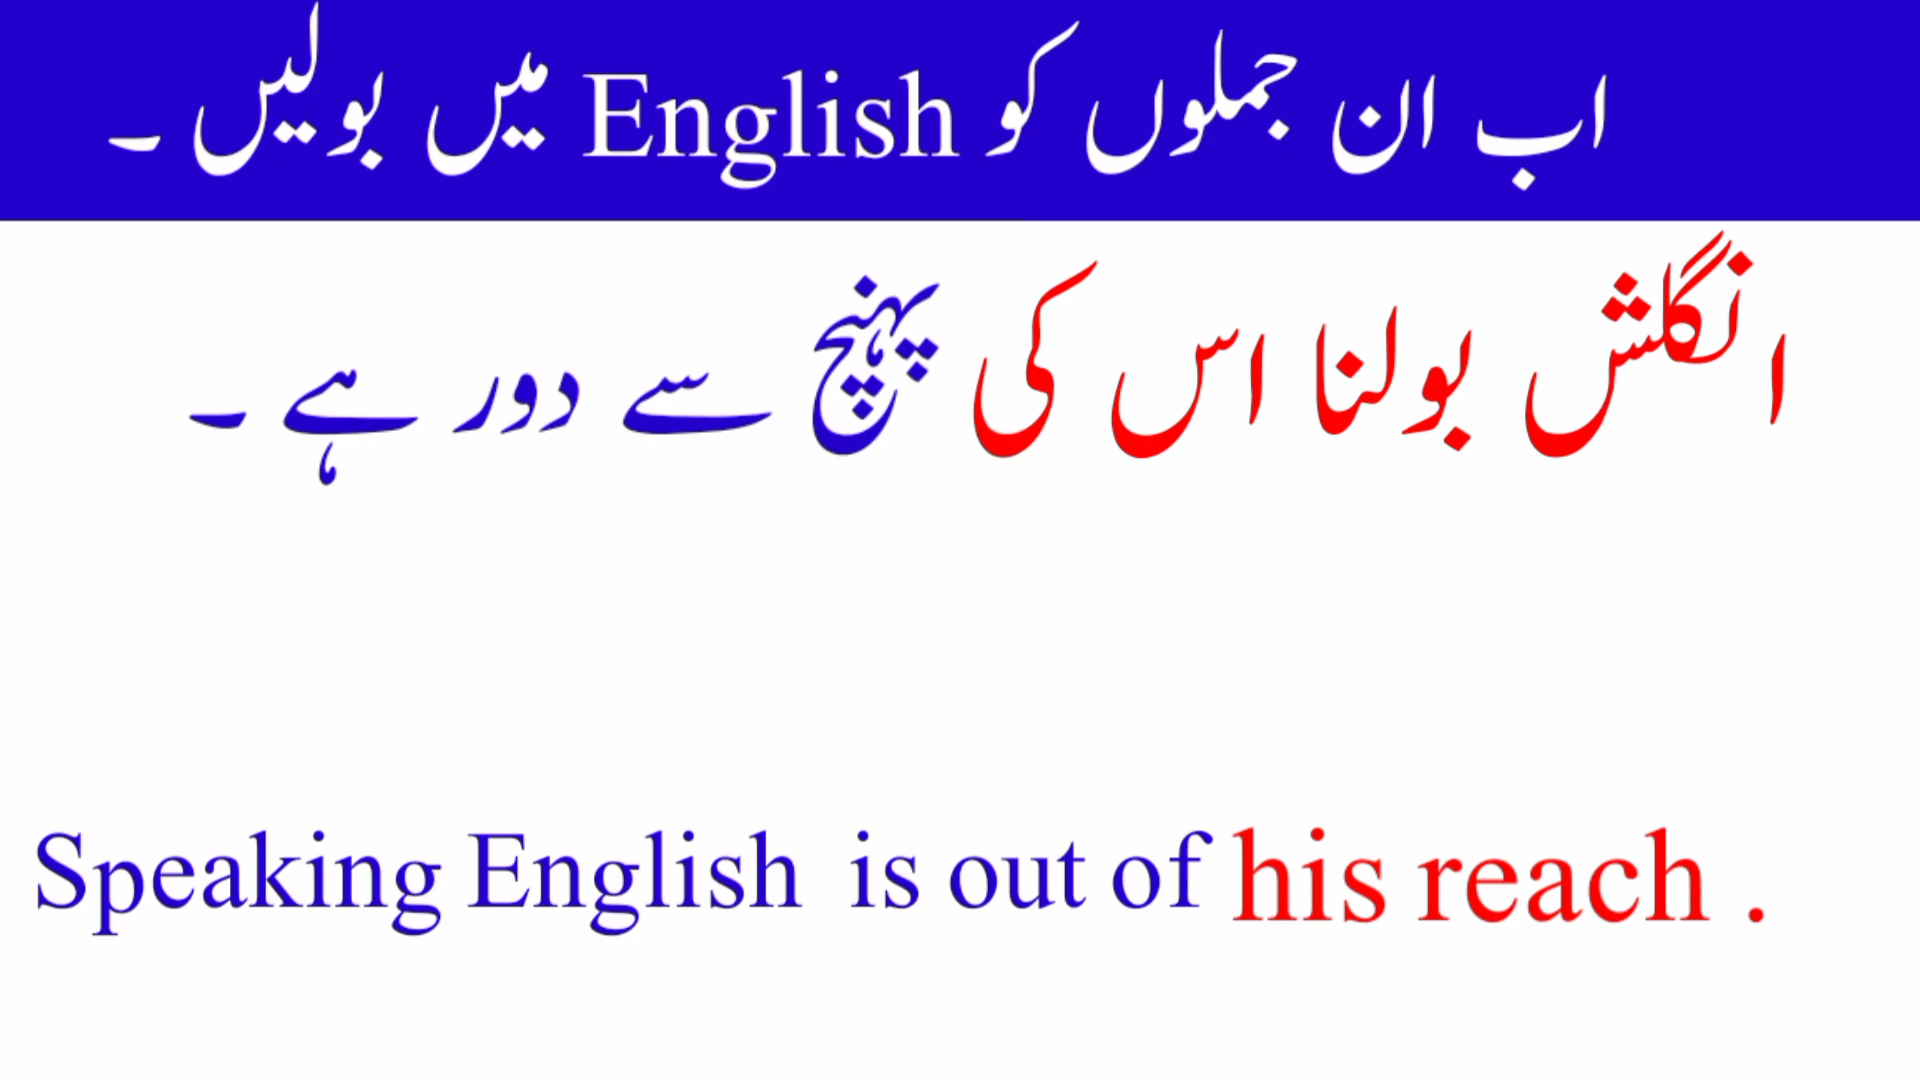 اب ان جملوں کو English میں بولیں ۔
انگلش بولنا اس کی پہنچ سے دور ہے ۔
Speaking English is out of his reach .